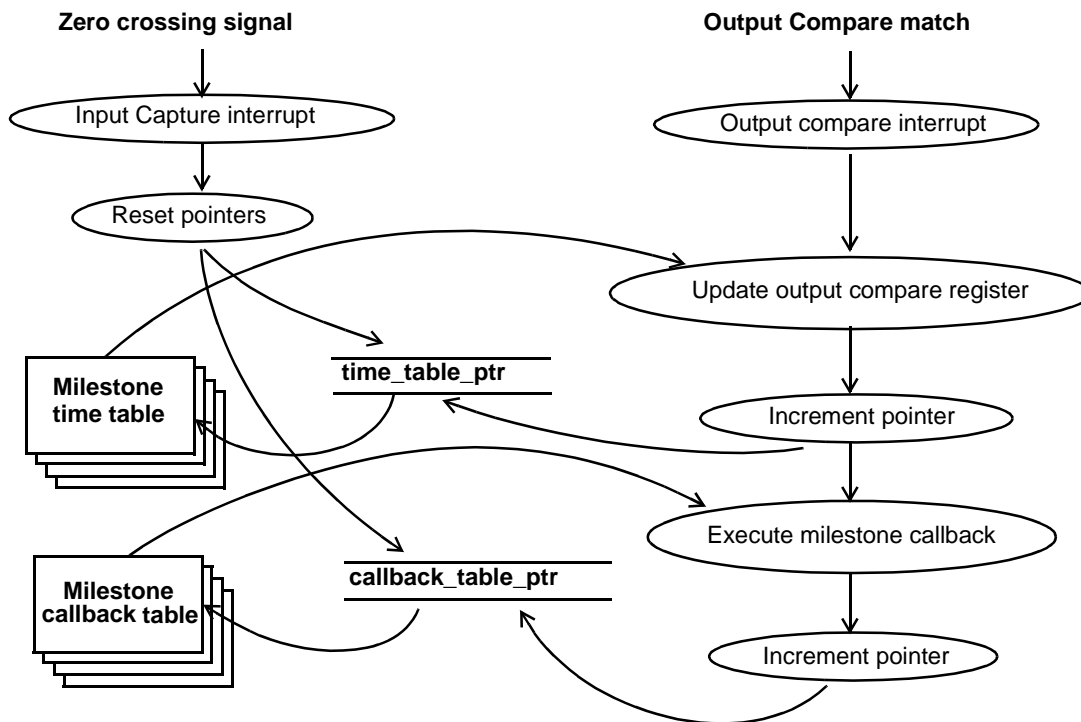 Zero crossing signal
Output Compare match
Input Capture interrupt
Output compare interrupt
Reset pointers
Update output compare register
time_table_ptr
Milestone
time table
Increment pointer
Execute milestone callback
callback_table_ptr
Milestone
callback table
Increment pointer